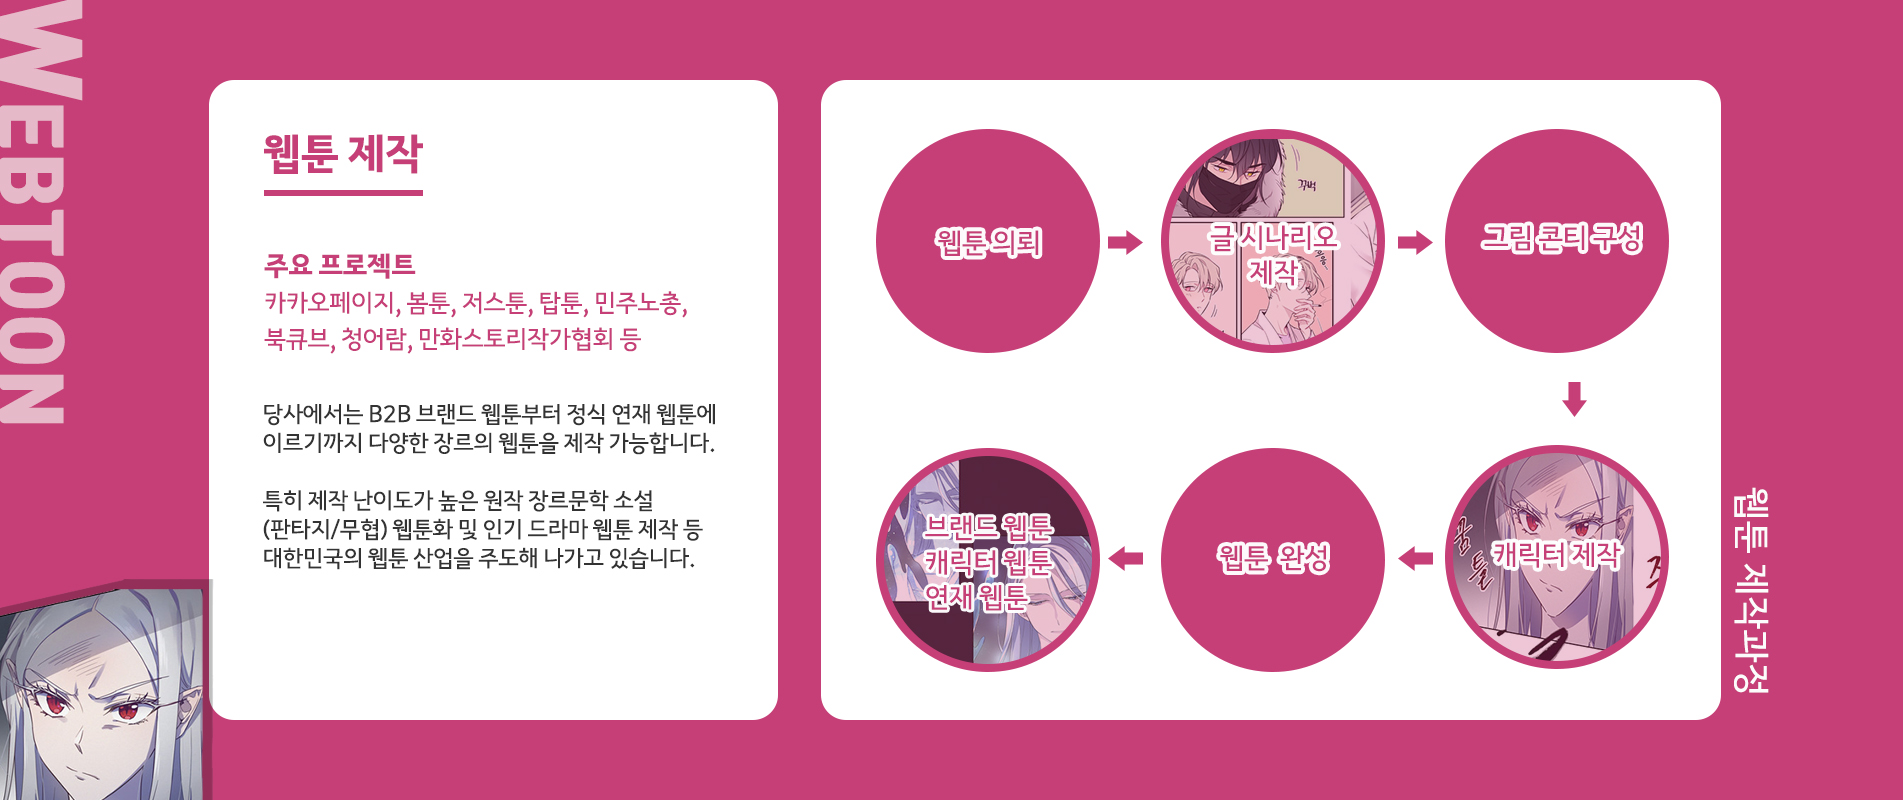 WEBTOON
웹툰 제작
주요 프로젝트
카카오페이지, 봄툰, 저스툰, 탑툰, 민주노총,
북큐브, 청어람, 만화스토리작가협회 등
당사에서는 B2B 브랜드 웹툰부터 정식 연재 웹툰에
이르기까지 다양한 장르의 웹툰을 제작 가능합니다.
특히 제작 난이도가 높은 원작 장르문학 소설
(판타지/무협) 웹툰화 및 인기 드라마 웹툰 제작 등
대한민국의 웹툰 산업을 주도해 나가고 있습니다.
웹툰 의뢰
꾸벅
글 시나리오
제작
그림 콘티 구성
꿈
틀
캐릭터 제작
웹툰 완성
브랜드 웹툰
캐릭터 웹툰
연재 웹툰
웹툰 제작과정